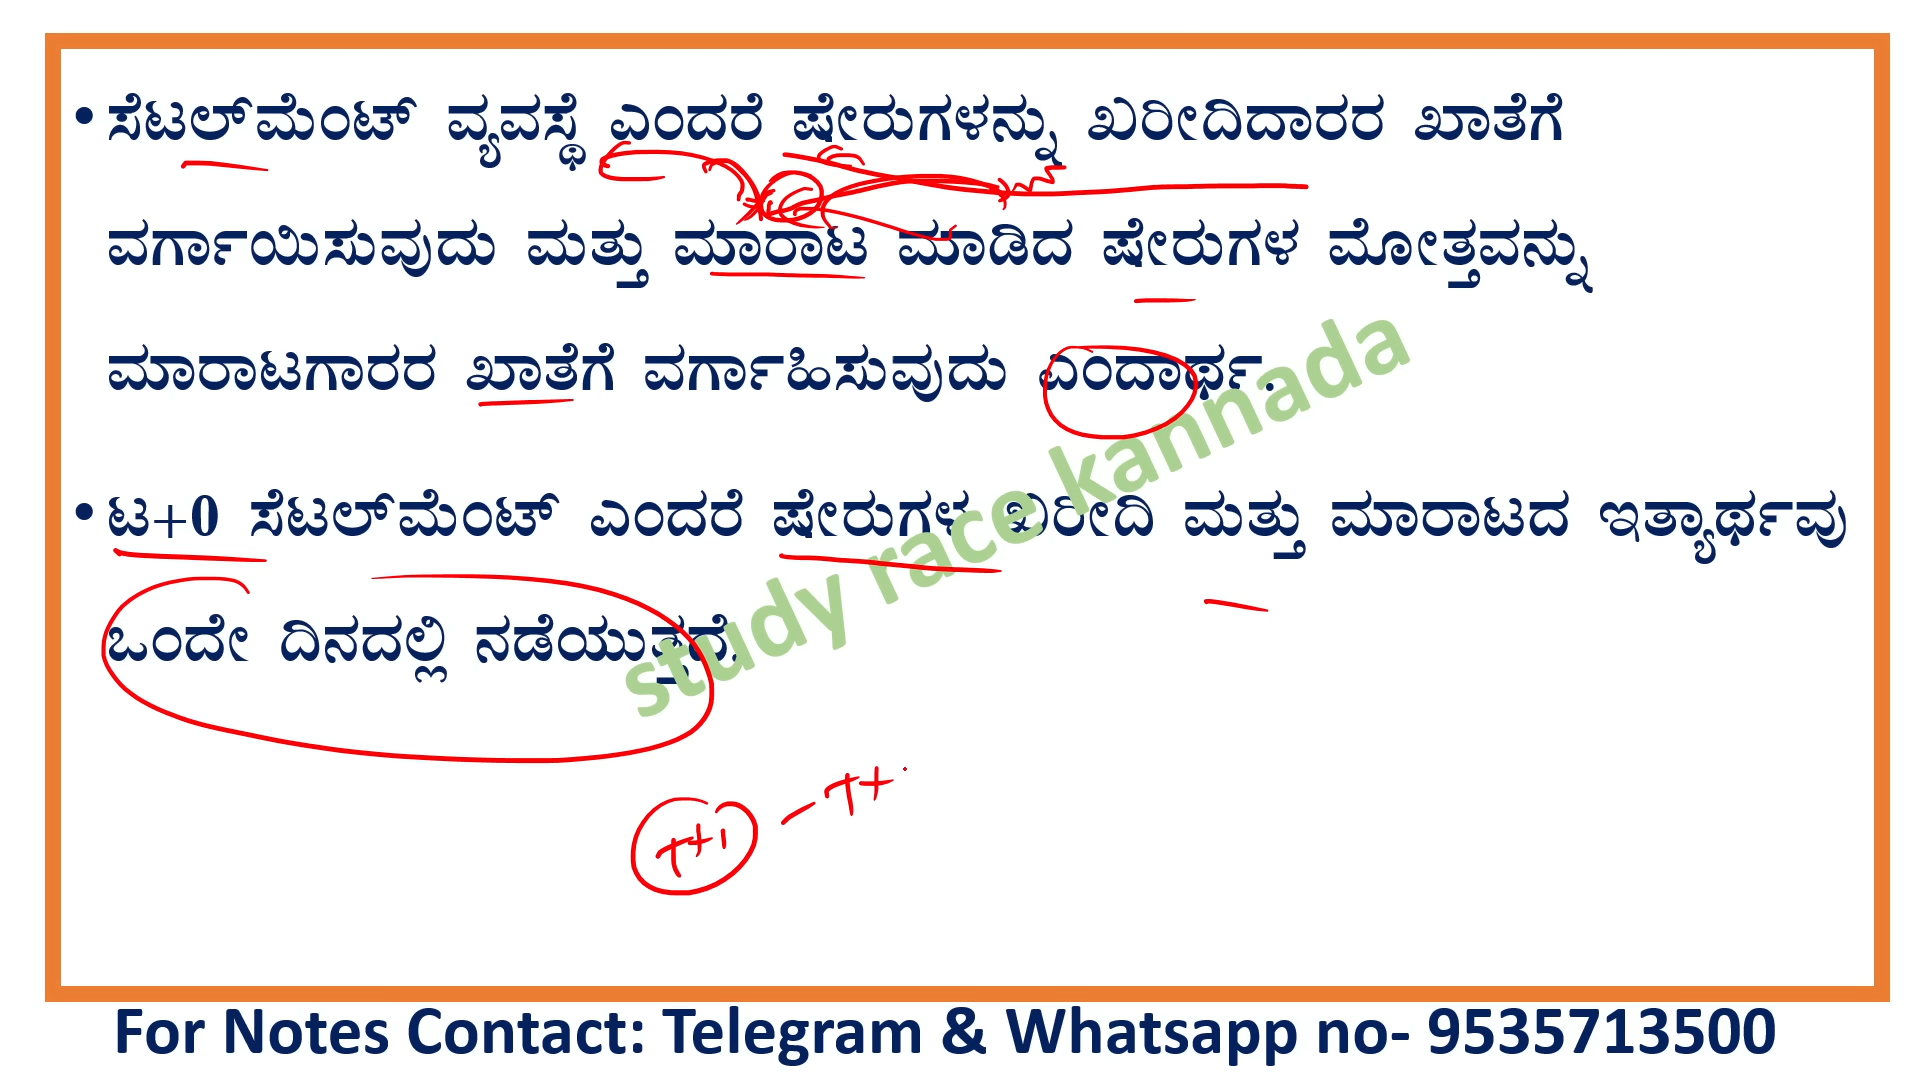 • ಸೆಟಲ್‌ಮೆಂಟ್ ವ್ಯವಸ್ಥೆ ಎಂದರೆ ಷೇರುಗಳನ್ನು ಖರೀದಿದಾರರ ಖಾತೆಗೆ
ವರ್ಗಾಯಿಸುವುದು ಮತ್ತು ಮಾರಾಟ ಮಾಡಿದ ಷೇರುಗಳ ಮೋತ್ತವನ್ನು
ಮಾರಾಟಗಾರರ ಖಾತೆಗೆ ವರ್ಗಾಹಿಸುವುದು ಎಂದಾರ್ಥ.
• ಟ+0 ಸೆಟಲ್‌ಮೆಂಟ್ ಎಂದರೆ ಷೇರುಗಳ ಖರೀದಿ ಮತ್ತು ಮಾರಾಟದ ಇತ್ಯಾರ್ಥವು
ಒಂದೇ ದಿನದಲ್ಲಿ ನಡೆಯುತ್ತದೆ.
study race kannada
T+1 - T+
For Notes Contact: Telegram & Whatsapp no- 9535713500